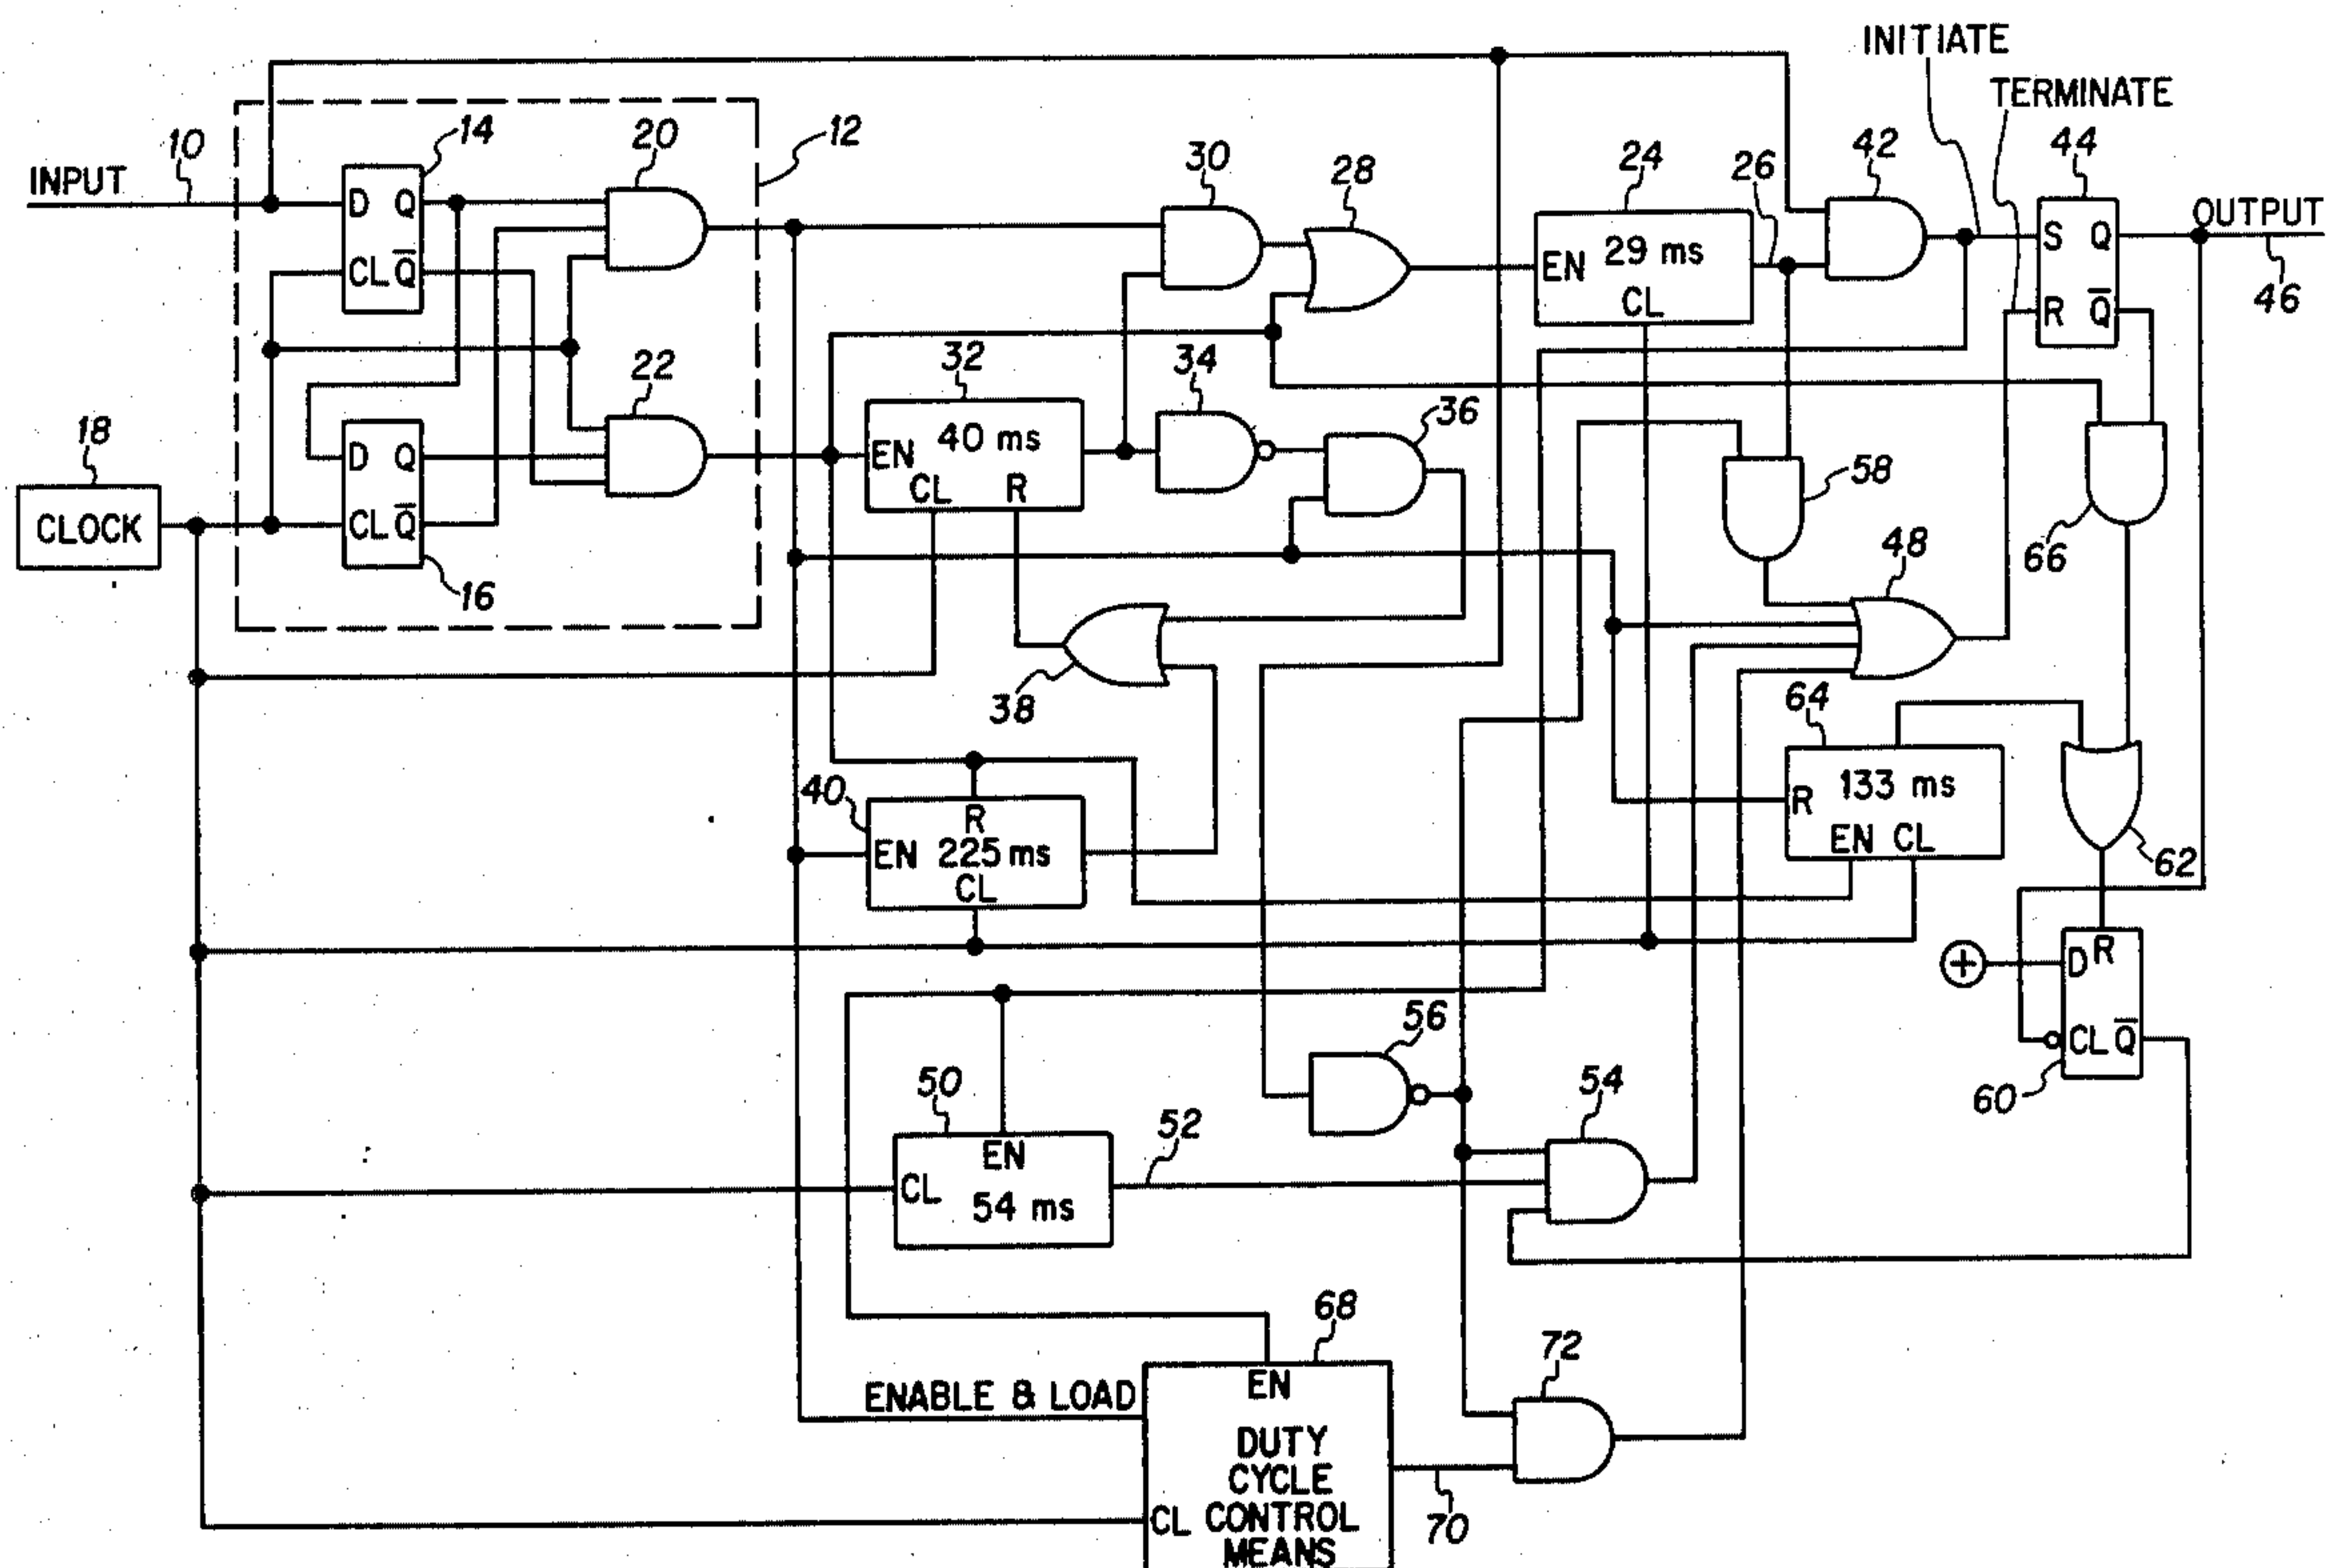 INITIATE
TERMINATE
10
14
20
12
30
28
24
26
42
44
INPUT
D Q
CL Q̅
29 ms
EN
CL
S Q
R Q̅
OUTPUT
46
22
32
34
36
18
CLOCK
D Q
CL Q̅
16
40 ms
EN
CL R
58
48
66
38
64
133 ms
R
EN CL
62
40
R
EN 225 ms
CL
+
D R
CL Q̅
60
56
50
EN
CL
54 ms
52
54
68
72
ENABLE & LOAD
EN
DUTY
CYCLE
CL CONTROL
MEANS
70